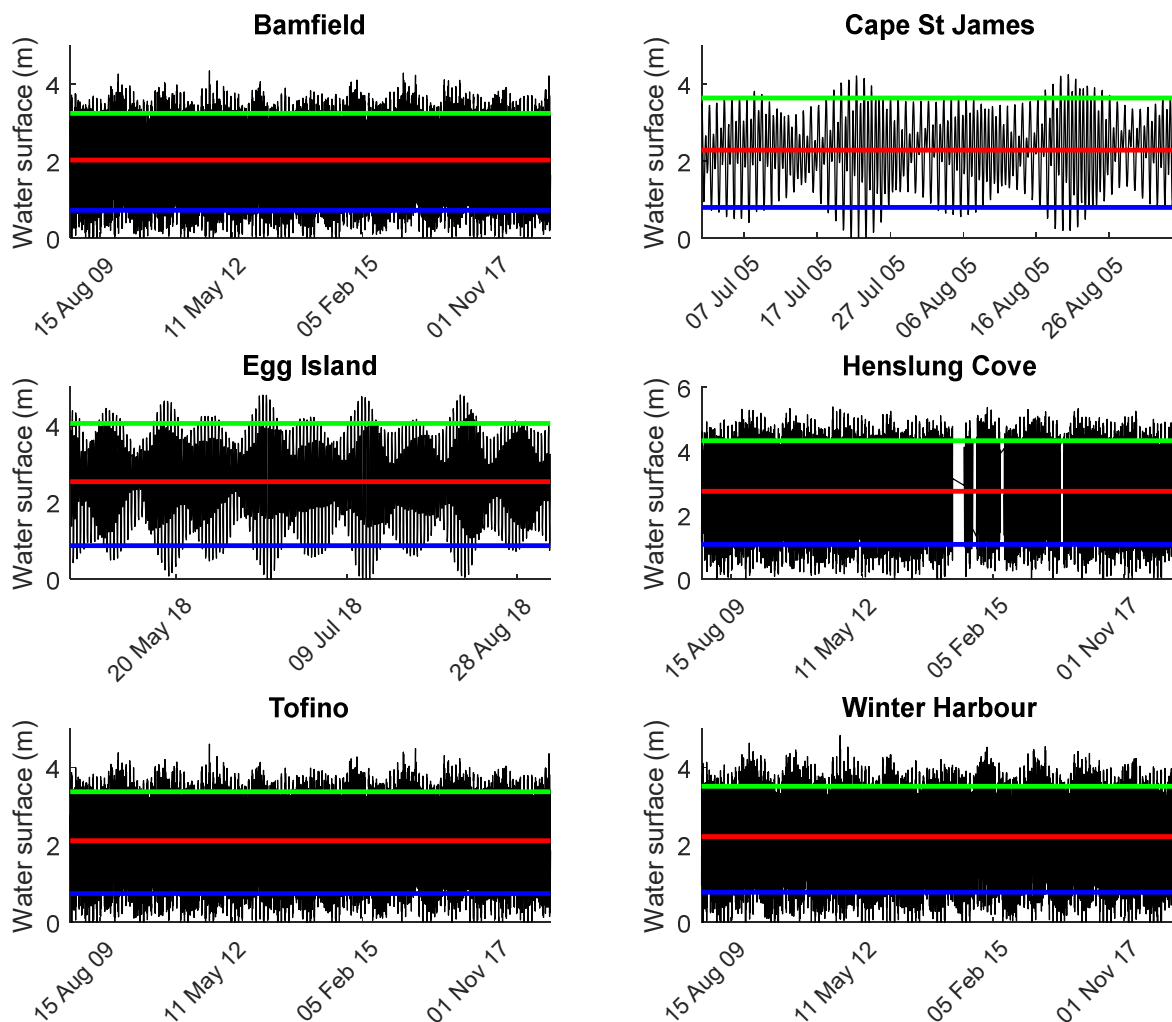 Bamfield
Water surface (m)
4
2
0
15 Aug 09
11 May 12
05 Feb 15
01 Nov 17
Cape St James
Water surface (m)
4
2
0
07 Jul 05
17 Jul 05
27 Jul 05
06 Aug 05
16 Aug 05
26 Aug 05
Egg Island
Water surface (m)
4
2
0
20 May 18
09 Jul 18
28 Aug 18
Henslung Cove
Water surface (m)
6
4
2
0
15 Aug 09
11 May 12
05 Feb 15
01 Nov 17
Tofino
Water surface (m)
4
2
0
15 Aug 09
11 May 12
05 Feb 15
01 Nov 17
Winter Harbour
Water surface (m)
4
2
0
15 Aug 09
11 May 12
05 Feb 15
01 Nov 17